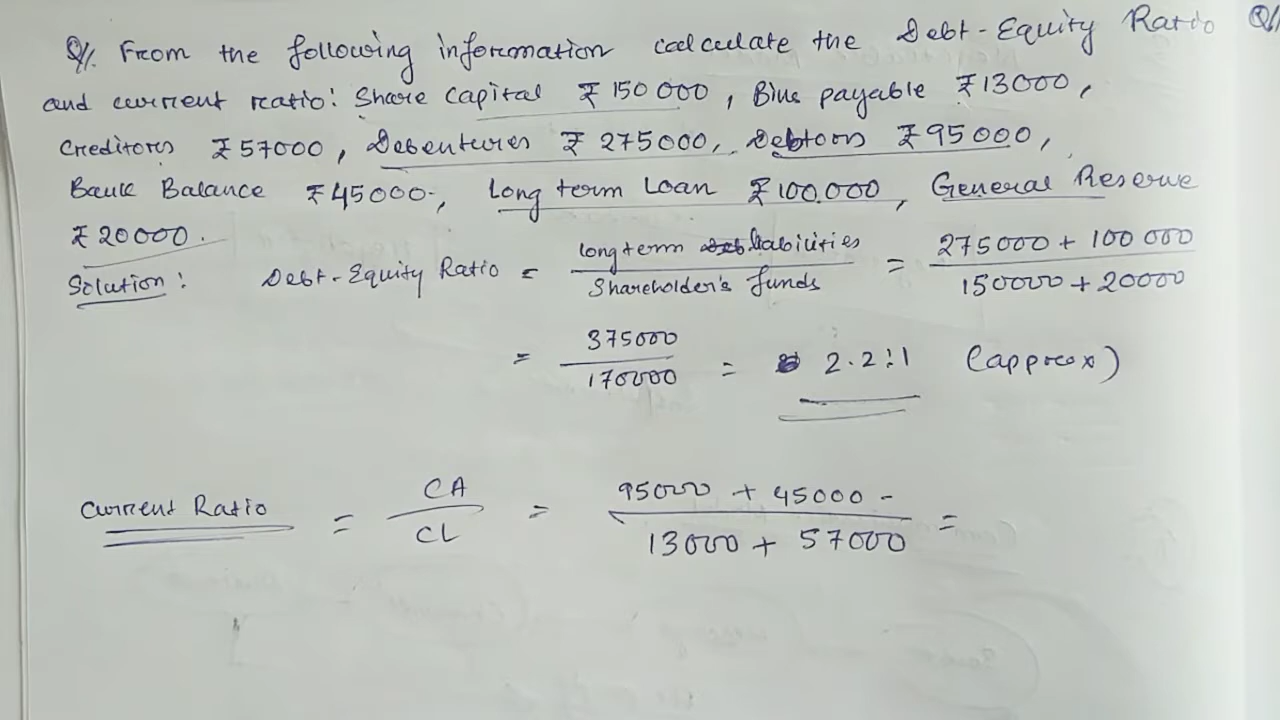 Q/. From the following information calculate the Debt-Equity Ratio Q/
and current ratio: Share Capital ₹150000, Bills payable ₹13000,
Creditors ₹57000, Debentures ₹275000, Debtors ₹95000,
Bank Balance ₹45000, Long term Loan ₹100.000, General Reserve
₹20000.
Solution: Debt-Equity Ratio = long term liabilities / Shareholder's funds = 275000 + 100000 / 150000 + 20000
= 375000 / 170000 = 2.2:1 (approx)
Current Ratio = CA / CL = 95000 + 45000 - / 13000 + 57000 =